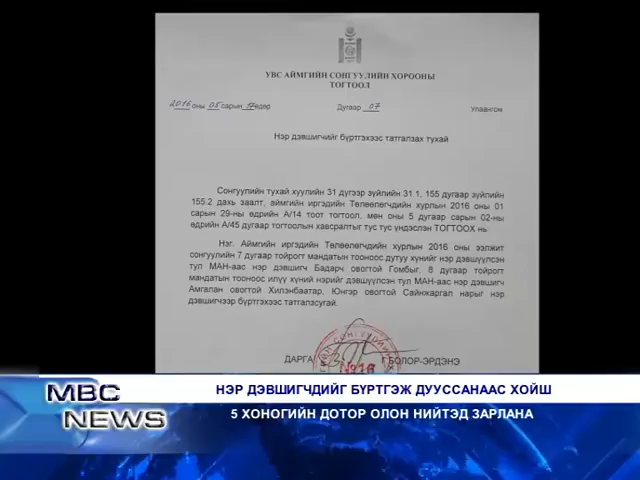 УВС АЙМГИЙН СОНГУУЛИЙН ХОРООНЫ
ТОГТООЛ
2016 оны 05 сарын 17 өдөр Дугаар 07 Улаангом
Нэр дэвшигчийг бүртгэхээс татгалзах тухай
Сонгуулийн тухай хуулийн 31 дүгээр зүйлийн 31.1, 155 дугаар зүйлийн
155.2 дахь заалт, аймгийн иргэдийн Төлөөлөгчдийн хурлын 2016 оны 01
сарын 29-ны өдрийн А/14 тоот тогтоол, мөн оны 5 дугаар сарын 02-ны
өдрийн А/45 дугаар тогтоолын хавсралтыг тус тус үндэслэн ТОГТООХ нь
Нэг. Аймгийн иргэдийн Төлөөлөгчдийн хурлын 2016 оны ээлжит
сонгуулийн 7 дугаар тойрогт мандатын тооноос дутуу хүнийг нэр дэвшүүлсэн
тул МАН-аас нэр дэвшигч Бадарч овогтой Гомбыг, 8 дугаар тойрогт
мандатын тооноос илүү хүний нэрийг дэвшүүлсэн тул МАН-аас нэр дэвшигч
Амгалан овогтой Хилэнбаатар, Юнгэр овогтой Сайнжаргал нарыг нэр
дэвшигчээр бүртгэхээс татгалзсугай.
ДАРГА Г.БОЛОР-ЭРДЭНЭ
MBC
NEWS
НЭР ДЭВШИГЧДИЙГ БҮРТГЭЖ ДУУССАНААС ХОЙШ
5 ХОНОГИЙН ДОТОР ОЛОН НИЙТЭД ЗАРЛАНА